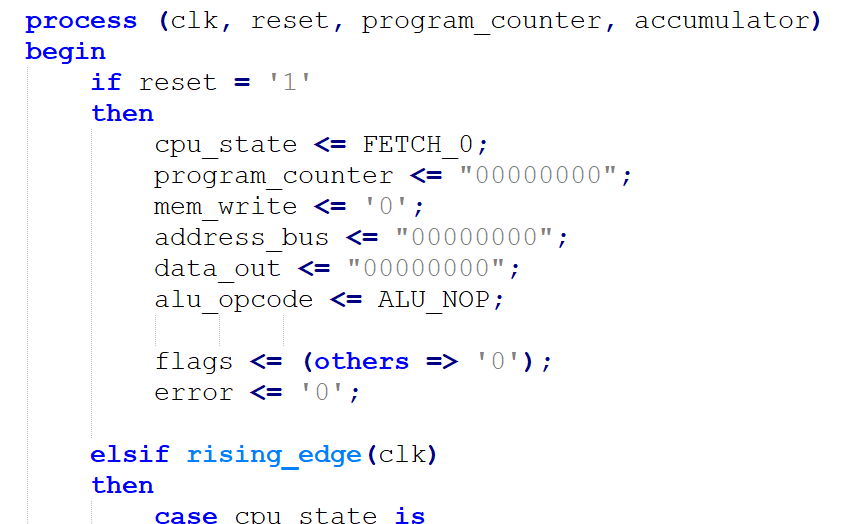 process (clk, reset, program_counter, accumulator)
begin
    if reset = '1'
    then
        cpu_state <= FETCH_0;
        program_counter <= "00000000";
        mem_write <= '0';
        address_bus <= "00000000";
        data_out <= "00000000";
        alu_opcode <= ALU_NOP;
        flags <= (others => '0');
        error <= '0';
    elsif rising_edge(clk)
    then
        case cpu_state is